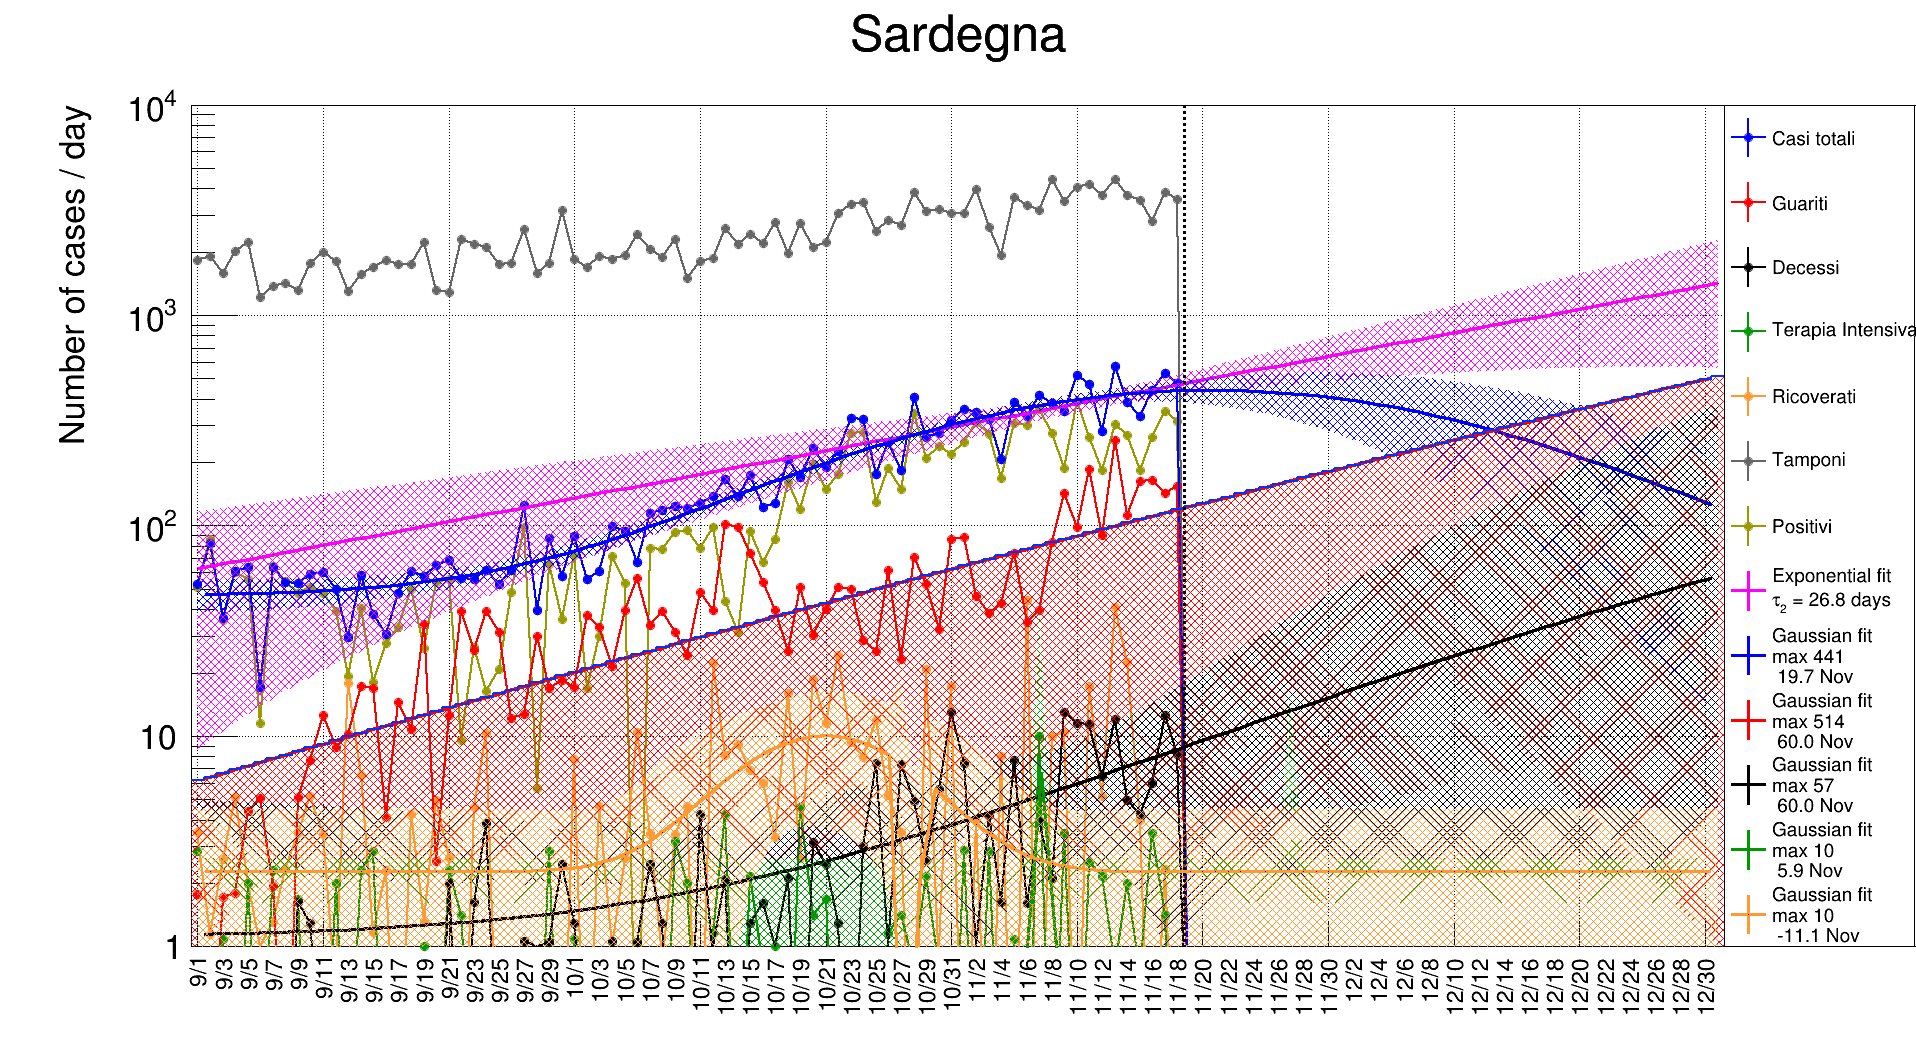 Sardegna
Number of cases / day
10^4
10^3
10^2
10
1
9/1
9/3
9/5
9/7
9/9
9/11
9/13
9/15
9/17
9/19
9/21
9/23
9/25
9/27
9/29
10/1
10/3
10/5
10/7
10/9
10/11
10/13
10/15
10/17
10/19
10/21
10/23
10/25
10/27
10/29
10/31
11/2
11/4
11/6
11/8
11/10
11/12
11/14
11/16
11/18
11/20
11/22
11/24
11/26
11/28
11/30
12/2
12/4
12/6
12/8
12/10
12/12
12/14
12/16
12/18
12/20
12/22
12/24
12/26
12/28
12/30
Casi totali
Guariti
Decessi
Terapia Intensiva
Ricoverati
Tamponi
Positivi
Exponential fit
τ2 = 26.8 days
Gaussian fit
max 441
19.7 Nov
Gaussian fit
max 514
60.0 Nov
Gaussian fit
max 57
60.0 Nov
Gaussian fit
max 10
5.9 Nov
Gaussian fit
max 10
-11.1 Nov